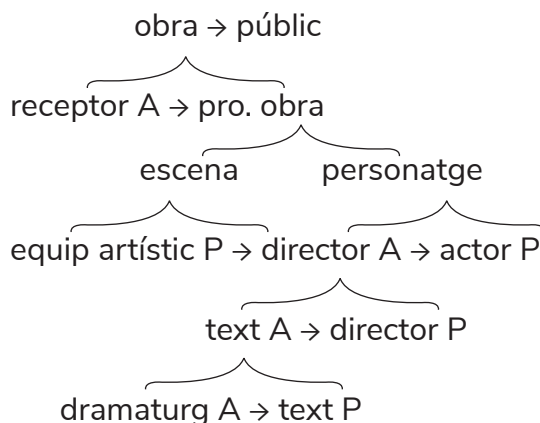 obra → públic
receptor A → pro. obra
escena personatge
equip artístic P → director A → actor P
text A → director P
dramaturg A → text P